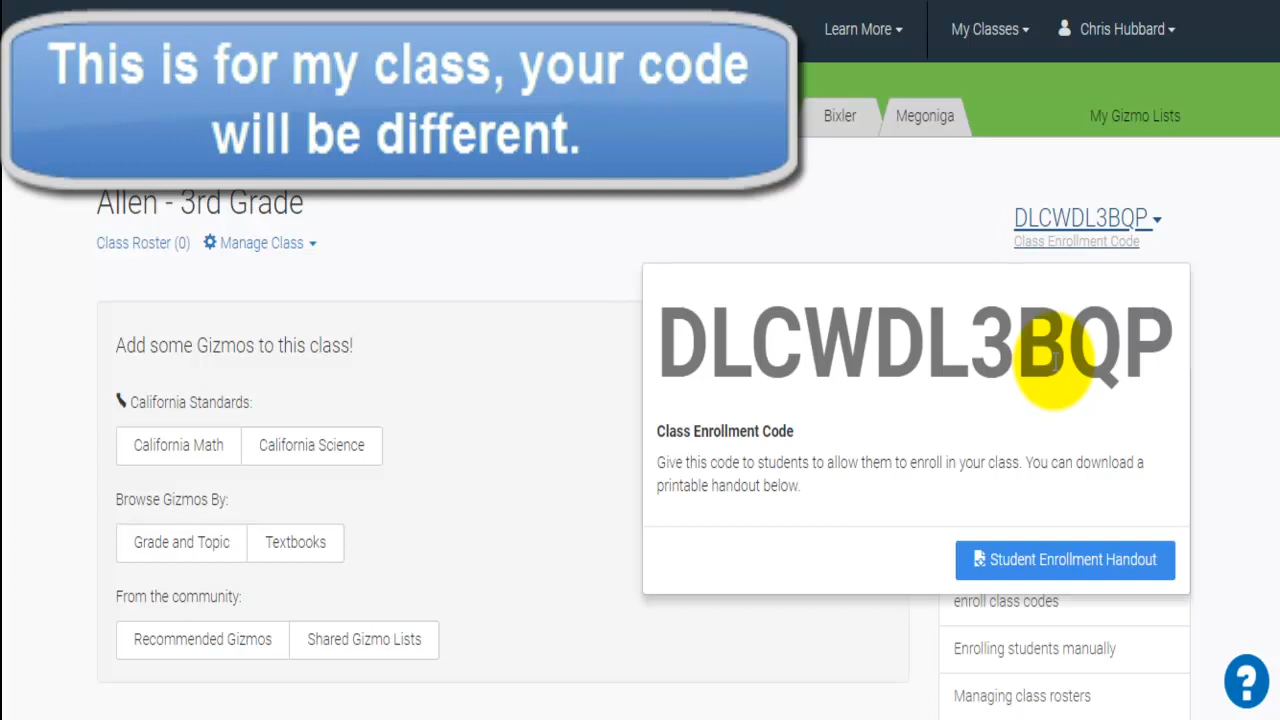 This is for my class, your code
will be different.
Learn More
My Classes
Chris Hubbard
Bixler
Megoniga
My Gizmo Lists
Allen - 3rd Grade
Class Roster (0)
Manage Class
DLCWDL3BQP
Class Enrollment Code
DLCWDL3BQP
Class Enrollment Code
Give this code to students to allow them to enroll in your class. You can download a
printable handout below.
Student Enrollment Handout
Add some Gizmos to this class!
California Standards:
California Math
California Science
Browse Gizmos By:
Grade and Topic
Textbooks
From the community:
Recommended Gizmos
Shared Gizmo Lists
enroll class codes
Enrolling students manually
Managing class rosters
?